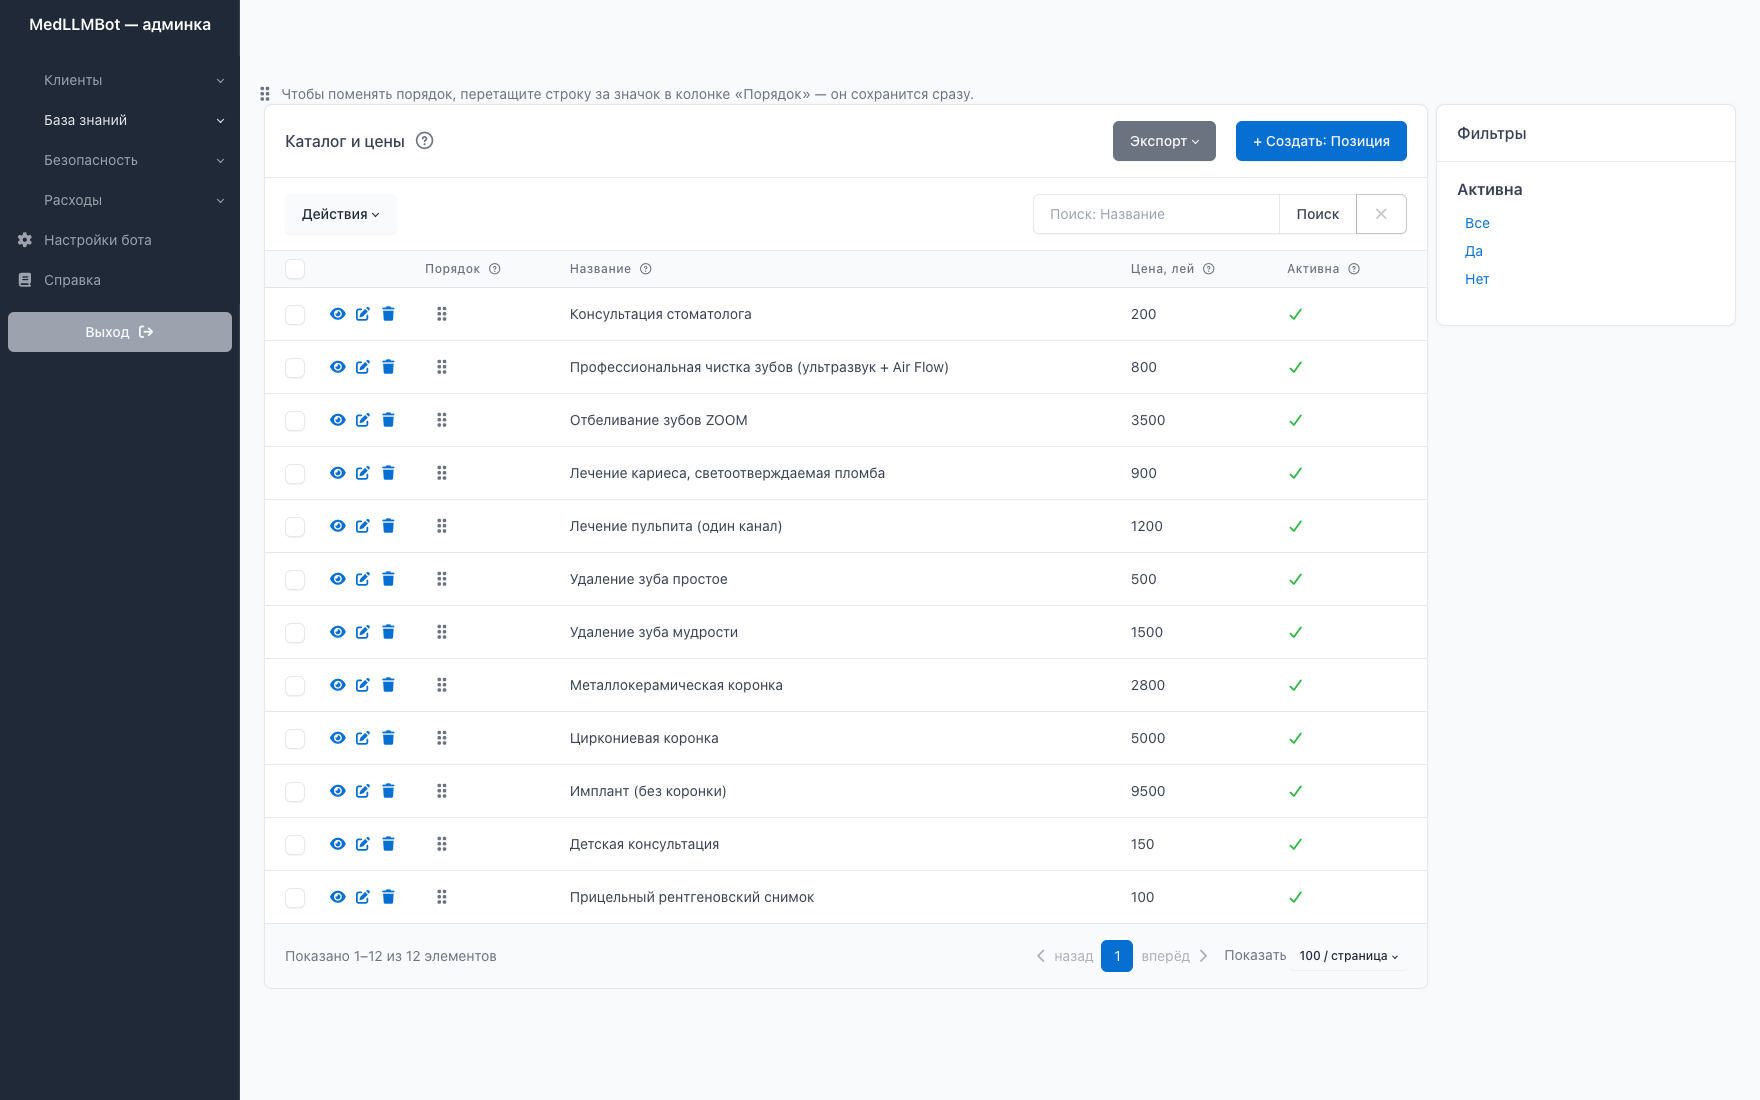 MedLLMBot — админка
Клиенты
База знаний
Безопасность
Расходы
Настройки бота
Справка
Выход
Чтобы поменять порядок, перетащите строку за значок в колонке «Порядок» — он сохранится сразу.
Каталог и цены
Экспорт
+ Создать: Позиция
Действия
Поиск: Название
Поиск
Порядок Название Цена, лей Активна
Консультация стоматолога 200
Профессиональная чистка зубов (ультразвук + Air Flow) 800
Отбеливание зубов ZOOM 3500
Лечение кариеса, светоотверждаемая пломба 900
Лечение пульпита (один канал) 1200
Удаление зуба простое 500
Удаление зуба мудрости 1500
Металлокерамическая коронка 2800
Циркониевая коронка 5000
Имплант (без коронки) 9500
Детская консультация 150
Прицельный рентгеновский снимок 100
Показано 1–12 из 12 элементов
назад 1 вперёд Показать 100 / страница
Фильтры
Активна
Все
Да
Нет